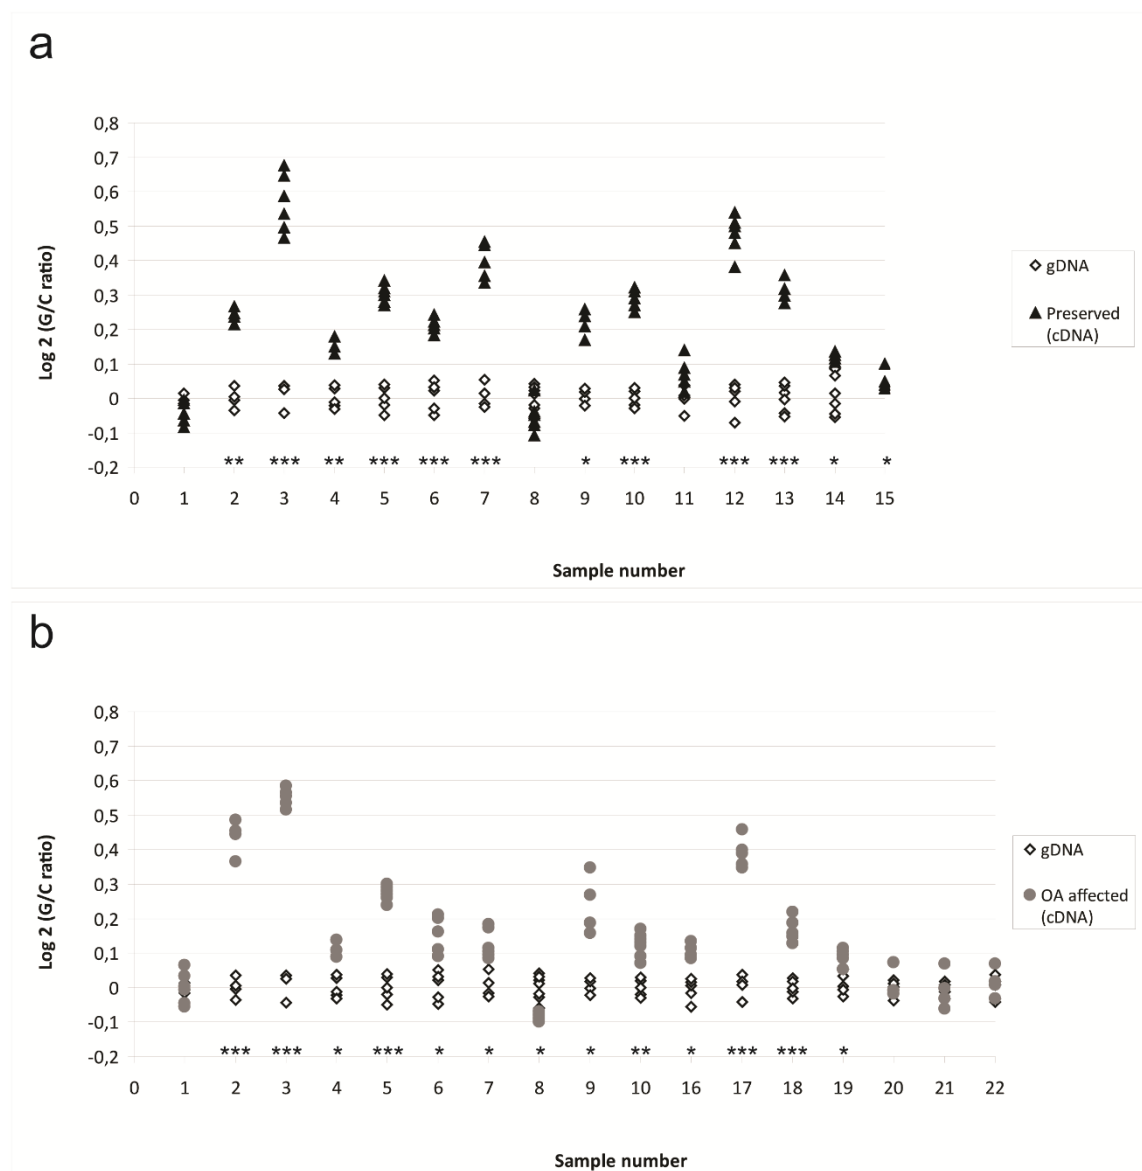 a
0,8
0,7
0,6
0,5
0,4
0,3
0,2
0,1
0
-0,1
-0,2
Log 2 (G/C ratio)
** *** ** *** *** *** * *** *** *** * *
0 1 2 3 4 5 6 7 8 9 10 11 12 13 14 15
Sample number
gDNA
Preserved
(cDNA)
b
0,8
0,7
0,6
0,5
0,4
0,3
0,2
0,1
0
-0,1
-0,2
Log 2 (G/C ratio)
*** *** * *** * * * * ** * *** *** *
0 1 2 3 4 5 6 7 8 9 10 16 17 18 19 20 21 22
Sample number
gDNA
OA affected
(cDNA)